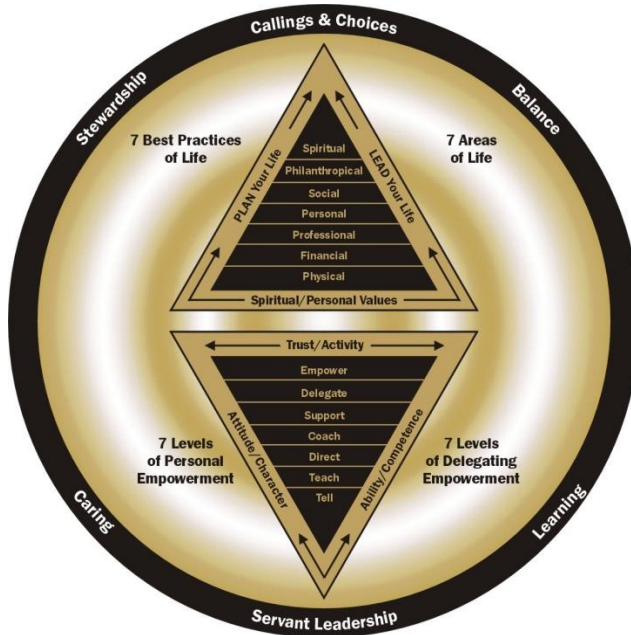 Callings & Choices
Stewardship
Balance
7 Best Practices
of Life
7 Areas
of Life
PLAN Your Life
LEAD Your Life
Spiritual
Philanthropical
Social
Personal
Professional
Financial
Physical
Spiritual/Personal Values
Trust/Activity
Empower
Delegate
Support
Coach
Direct
Teach
Tell
Attitude/Character
Ability/Competence
7 Levels
of Personal
Empowerment
7 Levels
of Delegating
Empowerment
Caring
Learning
Servant Leadership